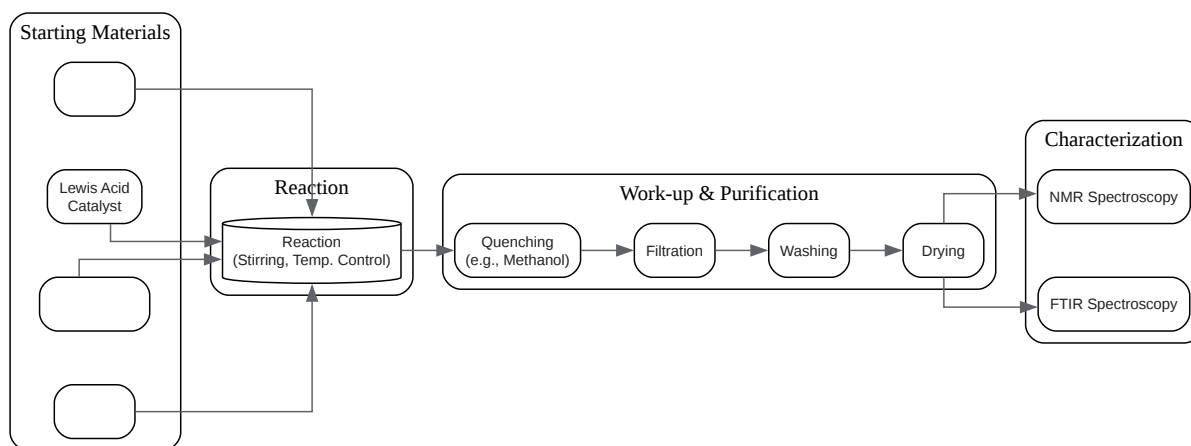 Starting Materials
Lewis Acid
Catalyst
Reaction
Reaction
(Stirring, Temp. Control)
Work-up & Purification
Quenching
(e.g., Methanol)
Filtration
Washing
Drying
Characterization
NMR Spectroscopy
FTIR Spectroscopy